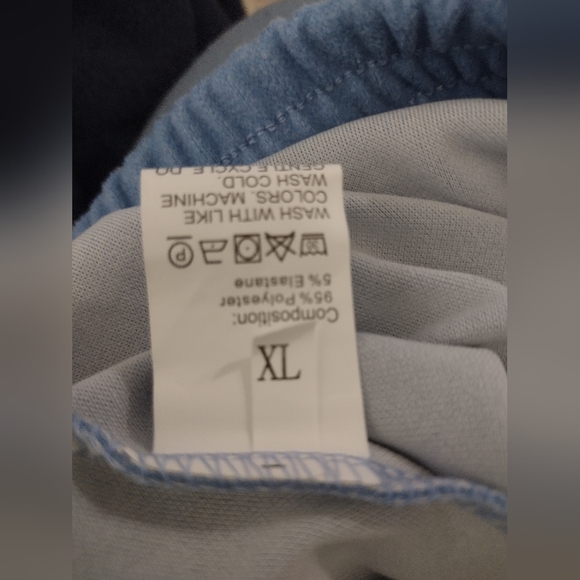 XL
Composition:
95% Polyester
5% Elastane
P
WASH WITH LIKE
COLORS. MACHINE
WASH COLD.
GENTLE CYCLE. DO